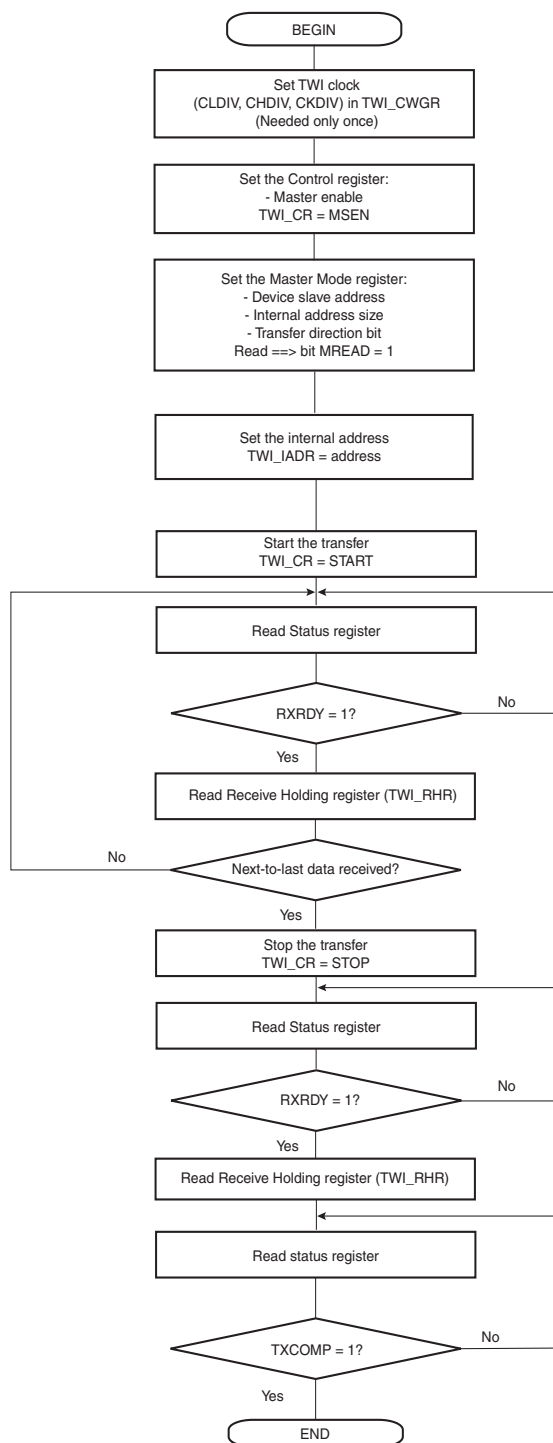 BEGIN
Set TWI clock
(CLDIV, CHDIV, CKDIV) in TWI_CWGR
(Needed only once)
Set the Control register:
- Master enable
TWI_CR = MSEN
Set the Master Mode register:
- Device slave address
- Internal address size
- Transfer direction bit
Read ==> bit MREAD = 1
Set the internal address
TWI_IADR = address
Start the transfer
TWI_CR = START
Read Status register
RXRDY = 1?
No
Yes
Read Receive Holding register (TWI_RHR)
No
Next-to-last data received?
Yes
Stop the transfer
TWI_CR = STOP
Read Status register
RXRDY = 1?
No
Yes
Read Receive Holding register (TWI_RHR)
Read status register
TXCOMP = 1?
No
Yes
END